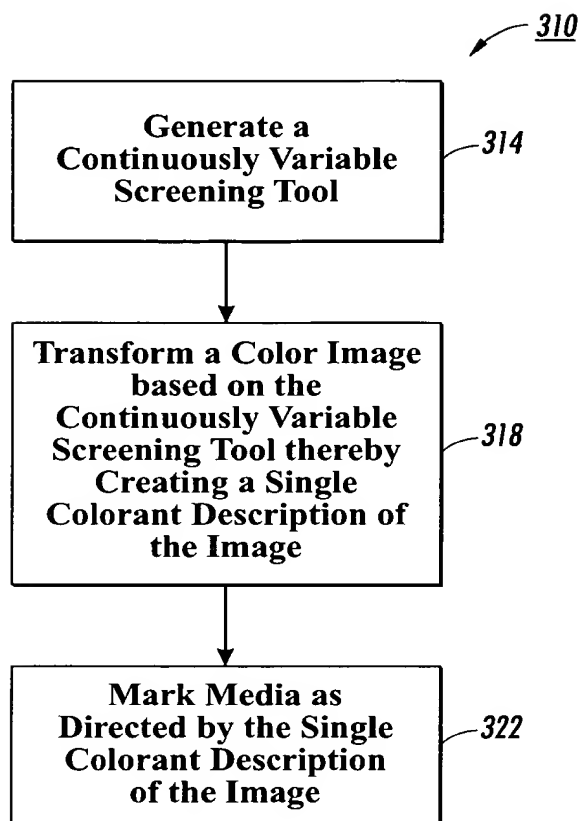 310
Generate a
Continuously Variable
Screening Tool
314
Transform a Color Image
based on the
Continuously Variable
Screening Tool thereby
Creating a Single
Colorant Description of
the Image
318
Mark Media as
Directed by the Single
Colorant Description
of the Image
322